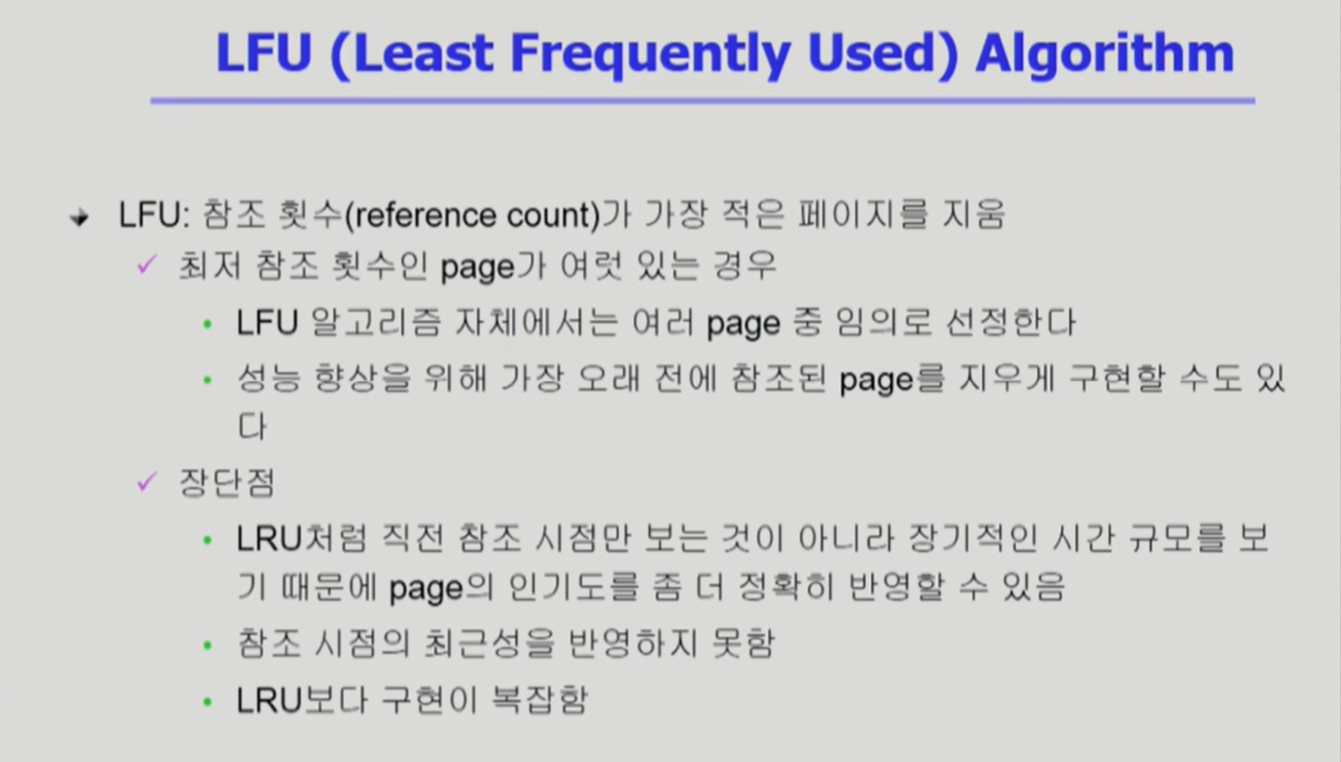 LFU (Least Frequently Used) Algorithm
LFU: 참조 횟수(reference count)가 가장 적은 페이지를 지움
최저 참조 횟수인 page가 여럿 있는 경우
LFU 알고리즘 자체에서는 여러 page 중 임의로 선정한다
성능 향상을 위해 가장 오래 전에 참조된 page를 지우게 구현할 수도 있
다
장단점
LRU처럼 직전 참조 시점만 보는 것이 아니라 장기적인 시간 규모를 보
기 때문에 page의 인기도를 좀 더 정확히 반영할 수 있음
참조 시점의 최근성을 반영하지 못함
LRU보다 구현이 복잡함